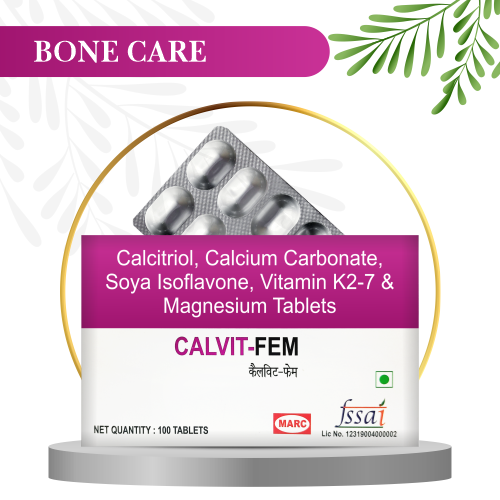 BONE CARE
Calcitriol, Calcium Carbonate,
Soya Isoflavone, Vitamin K2-7 &
Magnesium Tablets
CALVIT-FEM
कैलविट-फेम
NET QUANTITY : 100 TABLETS
MARC
fssai
Lic No. 12319004000002